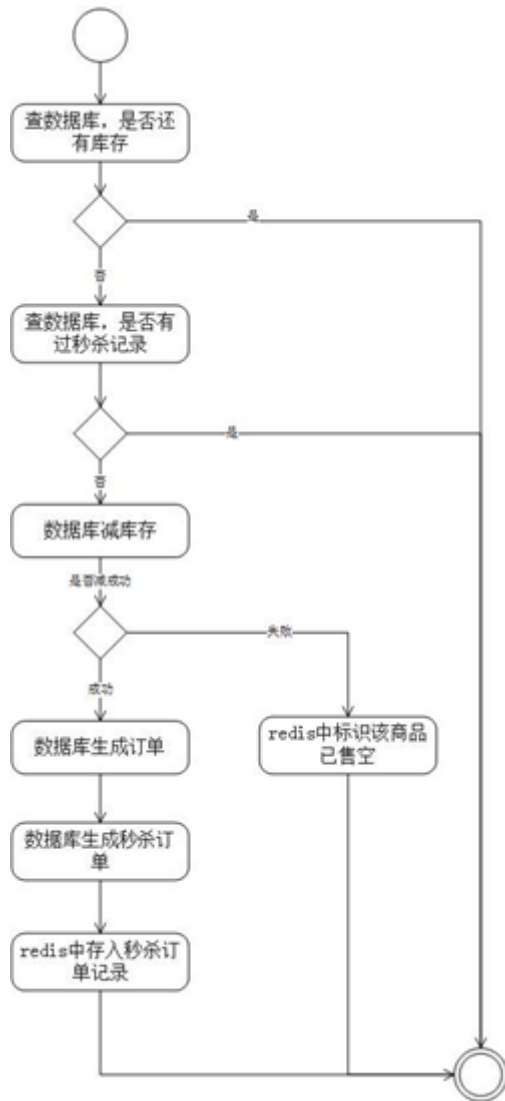 查数据库，是否还
有库存
是
否
查数据库，是否有
过秒杀记录
是
否
数据库减库存
是否减成功
失败
成功
数据库生成订单
redis中标识该商品
已售空
数据库生成秒杀订
单
redis中存入秒杀订
单记录